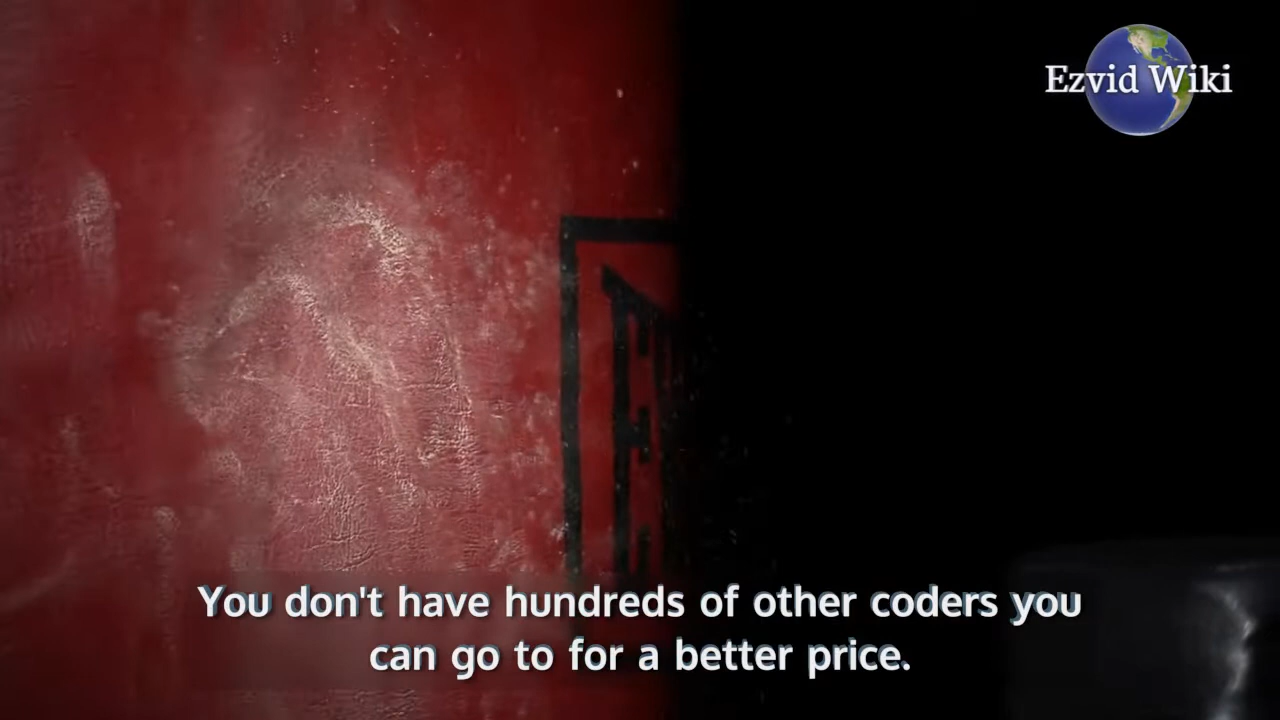 Ezvid Wiki
You don't have hundreds of other coders you
can go to for a better price.